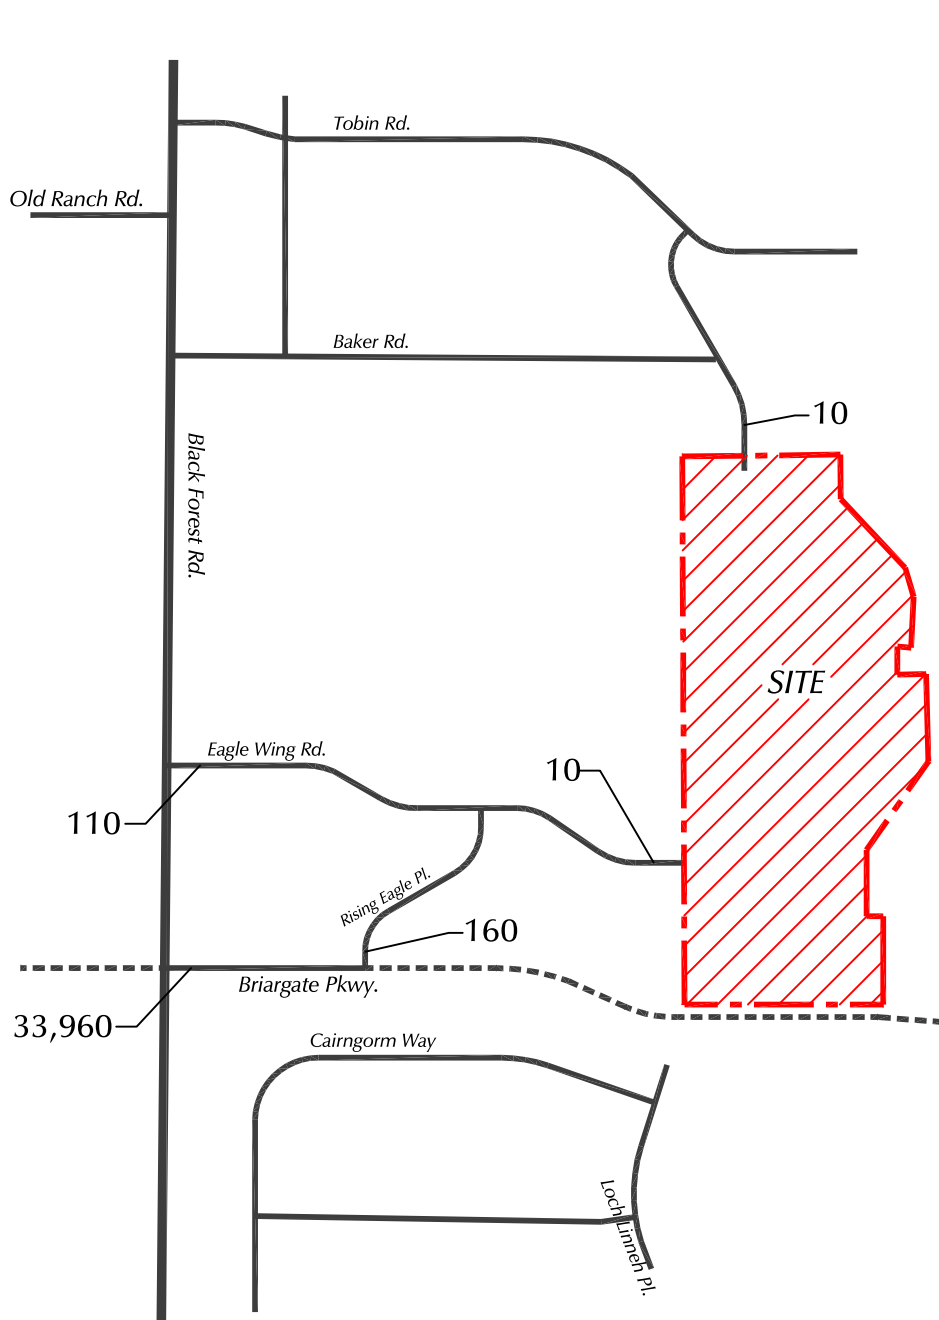 Tobin Rd.
Old Ranch Rd.
Baker Rd.
10
Black Forest Rd.
SITE
Eagle Wing Rd.
10
110
Rising Eagle Pl.
160
Briargate Pkwy.
33,960
Cairngorm Way
Loch Linneh Pl.